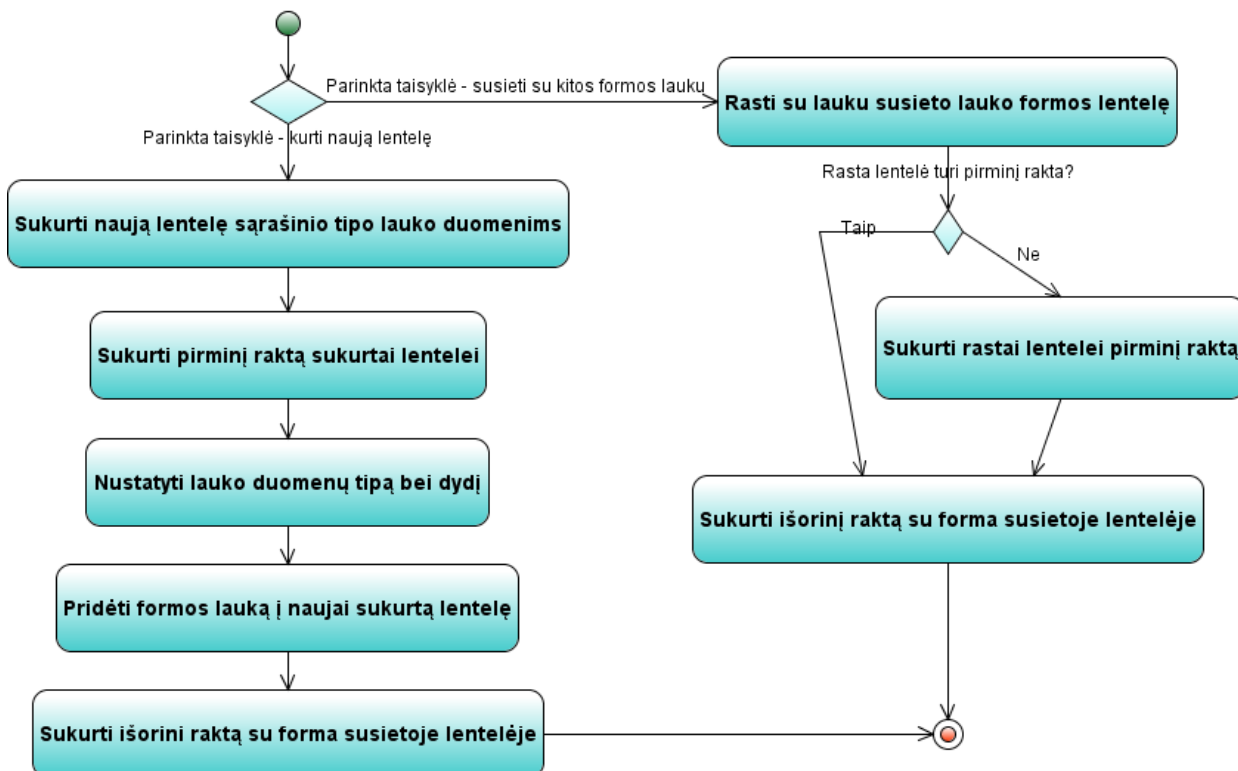 Parinkta taisyklė - susieti su kitos formos lauku
Rasti su lauku susieto lauko formos lentelę
Parinkta taisyklė - kurti naują lentelę
Rasta lentelė turi pirminį rakta?
Sukurti naują lentelę sąrašinio tipo lauko duomenims
Taip
Ne
Sukurti pirminį raktą sukurtai lentelei
Sukurti rastai lentelei pirminį raktą
Nustatyti lauko duomenų tipą bei dydį
Sukurti išorinį raktą su forma susietoje lentelėje
Pridėti formos lauką į naujai sukurtą lentelę
Sukurti išorini raktą su forma susietoje lentelėje